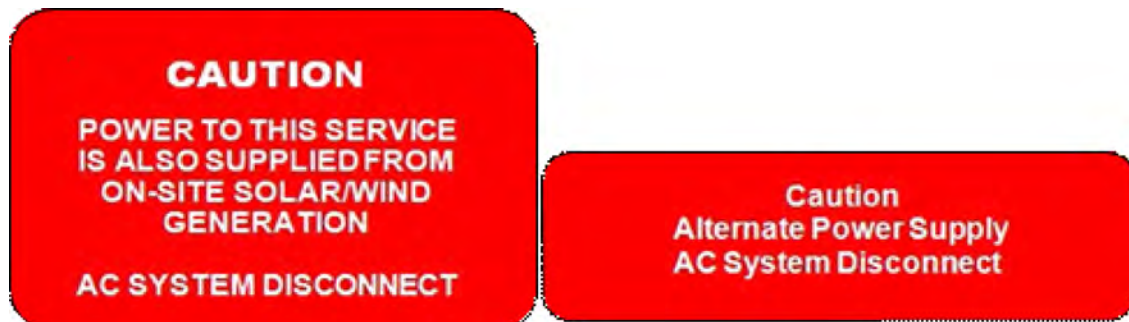 CAUTION
POWER TO THIS SERVICE
IS ALSO SUPPLIED FROM
ON-SITE SOLAR/WIND
GENERATION
AC SYSTEM DISCONNECT
Caution
Alternate Power Supply
AC System Disconnect